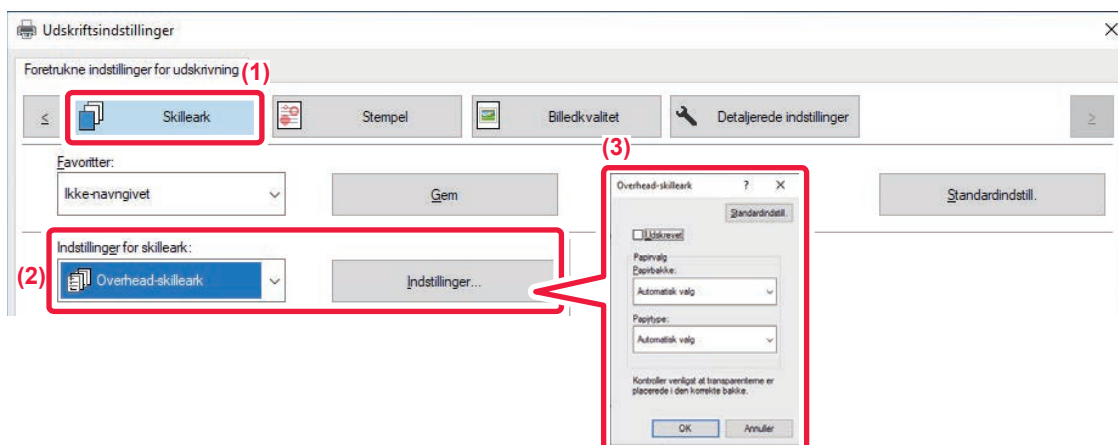 Udskriftsindstillinger
Foretrukne indstillinger for udskrivning
(1)
< Skilleark Stempel Billedkvalitet Detaljerede indstillinger >
(3)
Favoritter:
Ikke-navngivet Gem Standardindstill.
(2)
Indstillinger for skilleark:
Overhead-skilleark Indstillinger...
Overhead-skilleark ? X
Standardindstill.
Udskrevet
Papirvalg
Papirbakke:
Automatisk valg
Papirtype:
Automatisk valg
Kontroller venligst at transparenterne er
placerede i den korrekte bakke.
OK Annuller